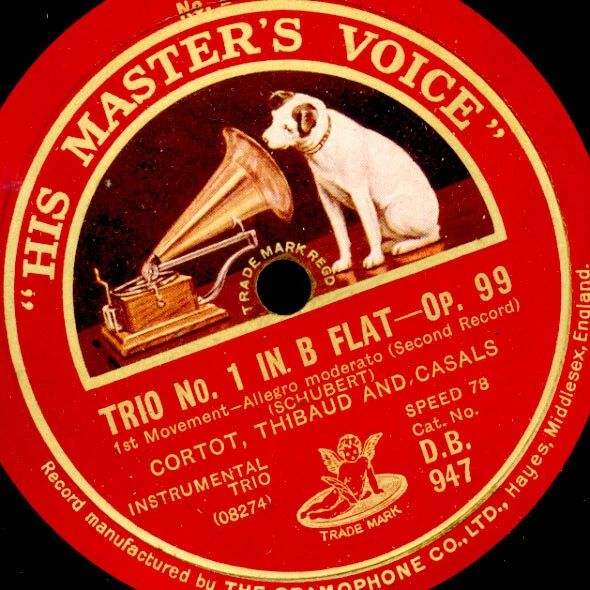 "HIS MASTER'S VOICE"
TRADE MARK REGD
TRIO No. 1 IN. B FLAT—OP. 99
1st Movement—Allegro moderato (Second Record)
(SCHUBERT)
CORTOT, THIBAUD AND CASALS
INSTRUMENTAL
TRIO
(08274)
SPEED 78
Cat. No.
D.B.
947
TRADE MARK
Record manufactured by THE GRAMOPHONE CO., LTD., Hayes, Middlesex, England.